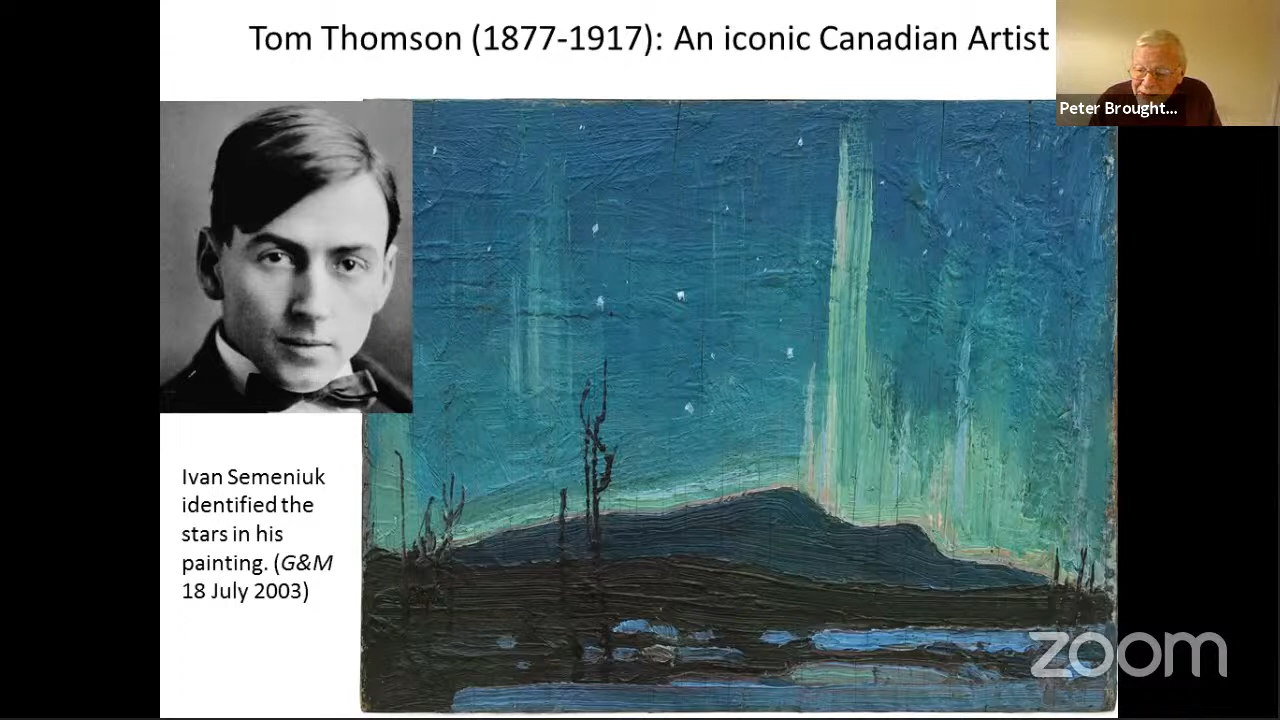 Tom Thomson (1877-1917): An iconic Canadian Artist
Peter Brought...
Ivan Semeniuk
identified the
stars in his
painting. (G&M
18 July 2003)
zoom